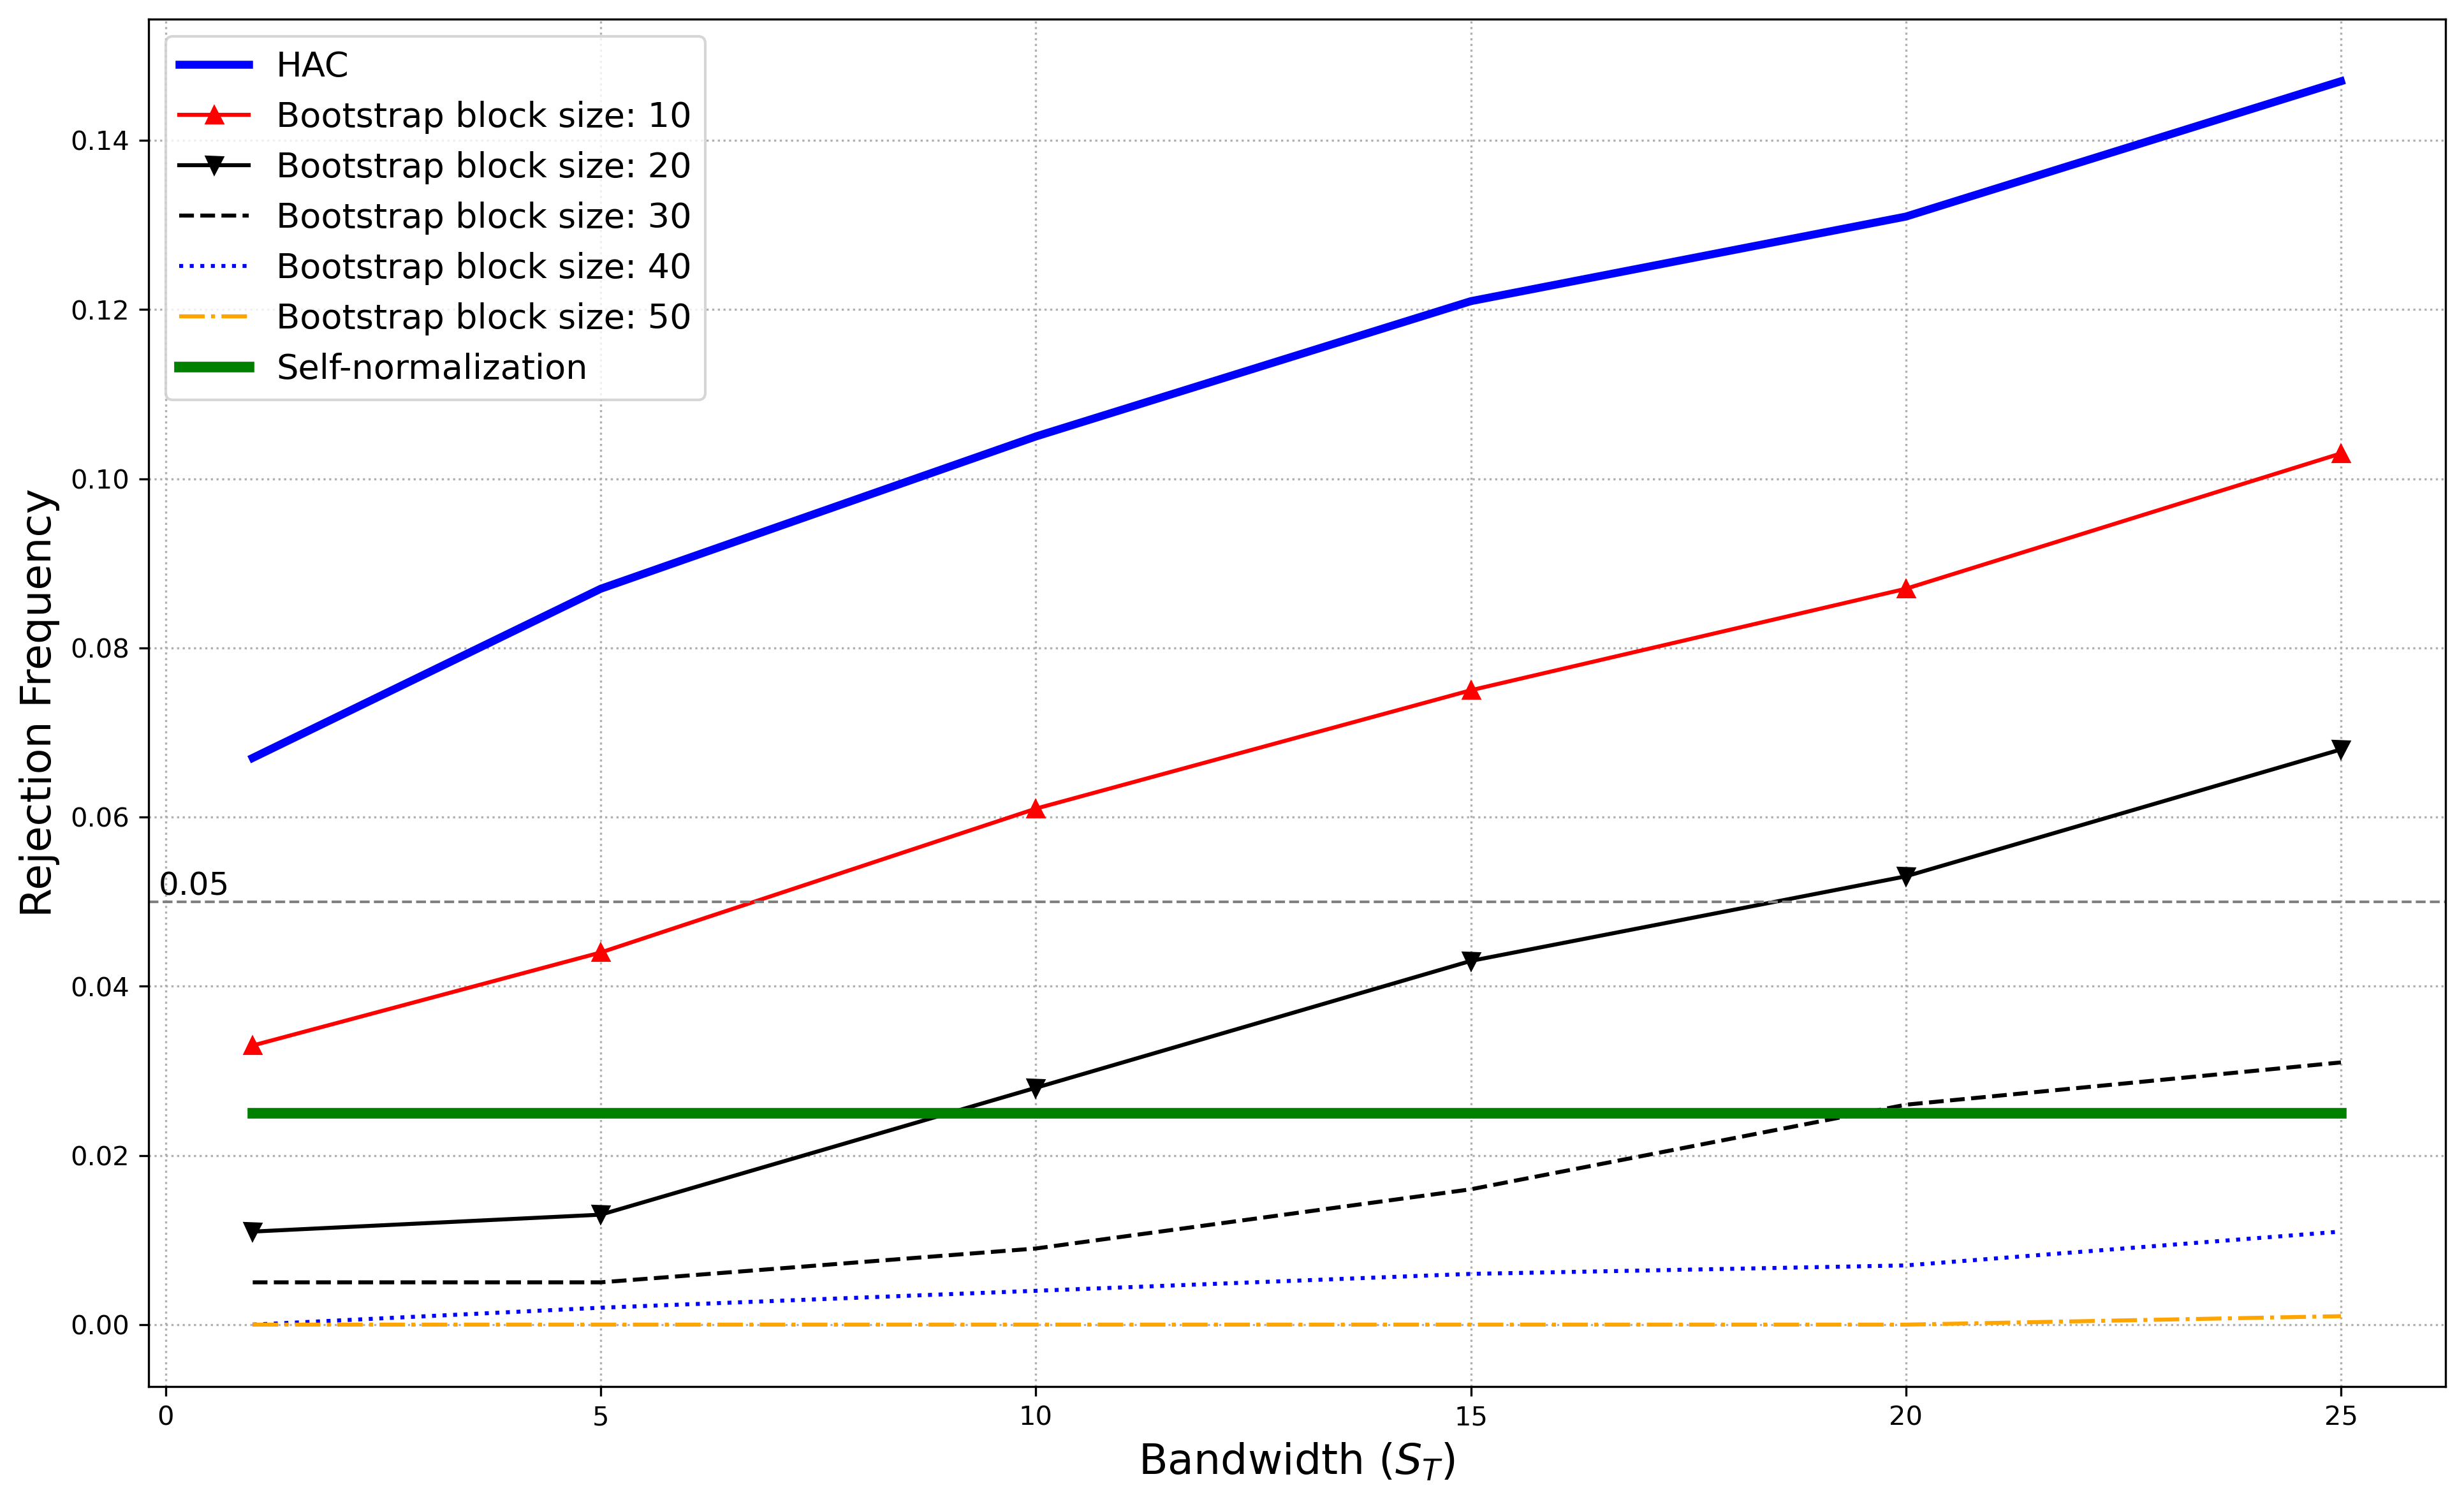 HAC
Bootstrap block size: 10
Bootstrap block size: 20
Bootstrap block size: 30
Bootstrap block size: 40
Bootstrap block size: 50
Self-normalization
Rejection Frequency
0.14
0.12
0.10
0.08
0.06
0.05
0.04
0.02
0.00
0 5 10 15 20 25
Bandwidth (S_T)